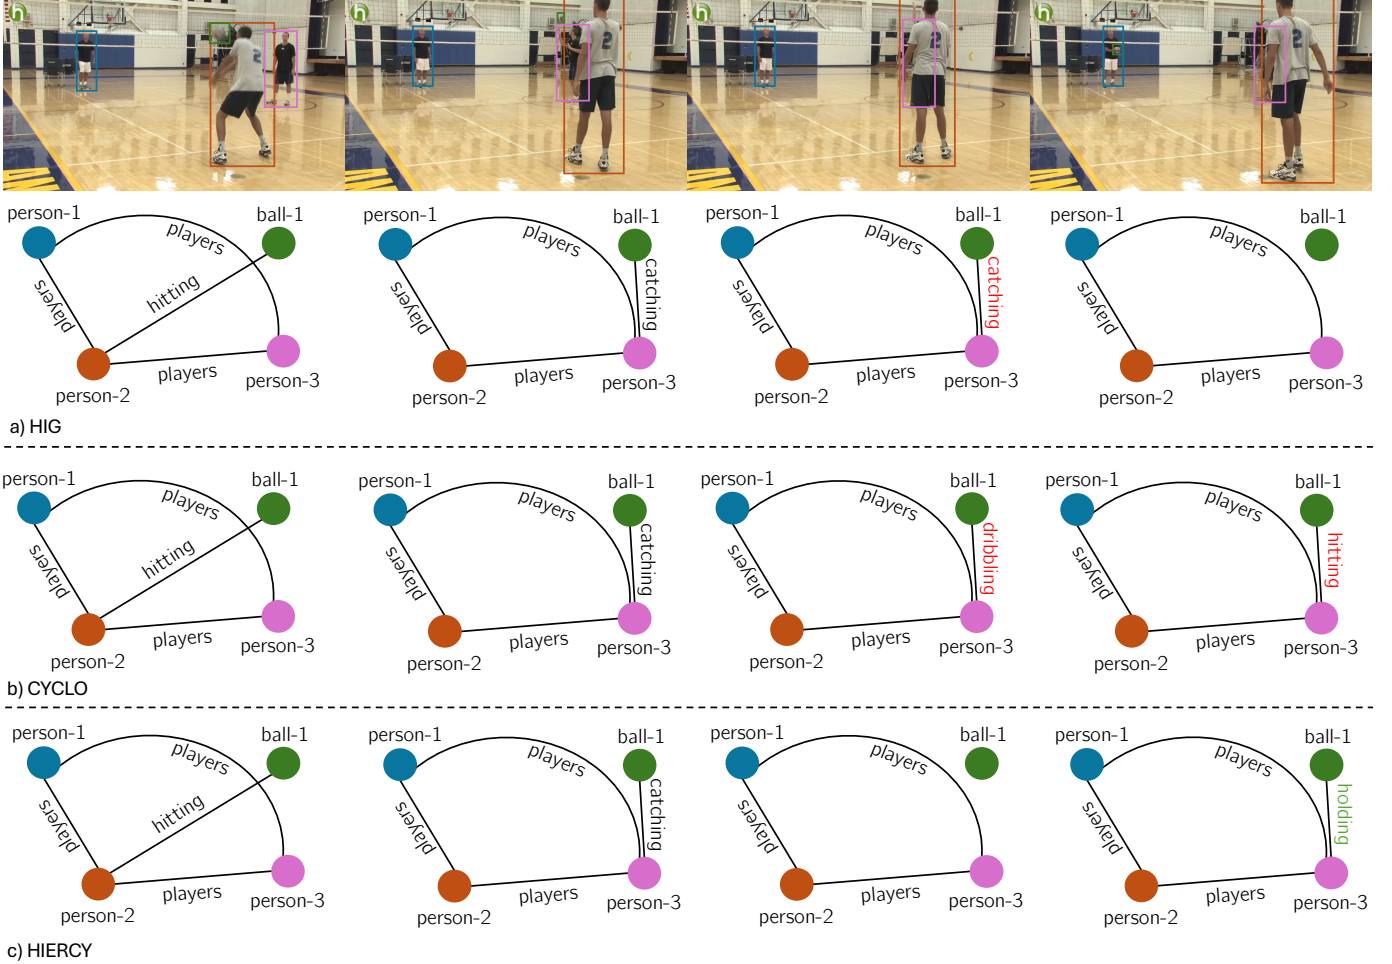 h h h h
2 2 2 2
person-1 ball-1 person-1 ball-1 person-1 ball-1 person-1 ball-1
players players players players
hitting catching catching
players players players players
players players players players
person-2 person-3 person-2 person-3 person-2 person-3 person-2 person-3
a) HIG
person-1 ball-1 person-1 ball-1 person-1 ball-1 person-1 ball-1
players players players players
hitting catching dribbling hitting
players players players players
players players players players
person-2 person-3 person-2 person-3 person-2 person-3 person-2 person-3
b) CYCLO
person-1 ball-1 person-1 ball-1 person-1 ball-1 person-1 ball-1
players players players players
hitting catching holding
players players players players
players players players players
person-2 person-3 person-2 person-3 person-2 person-3 person-2 person-3
c) HIERCY